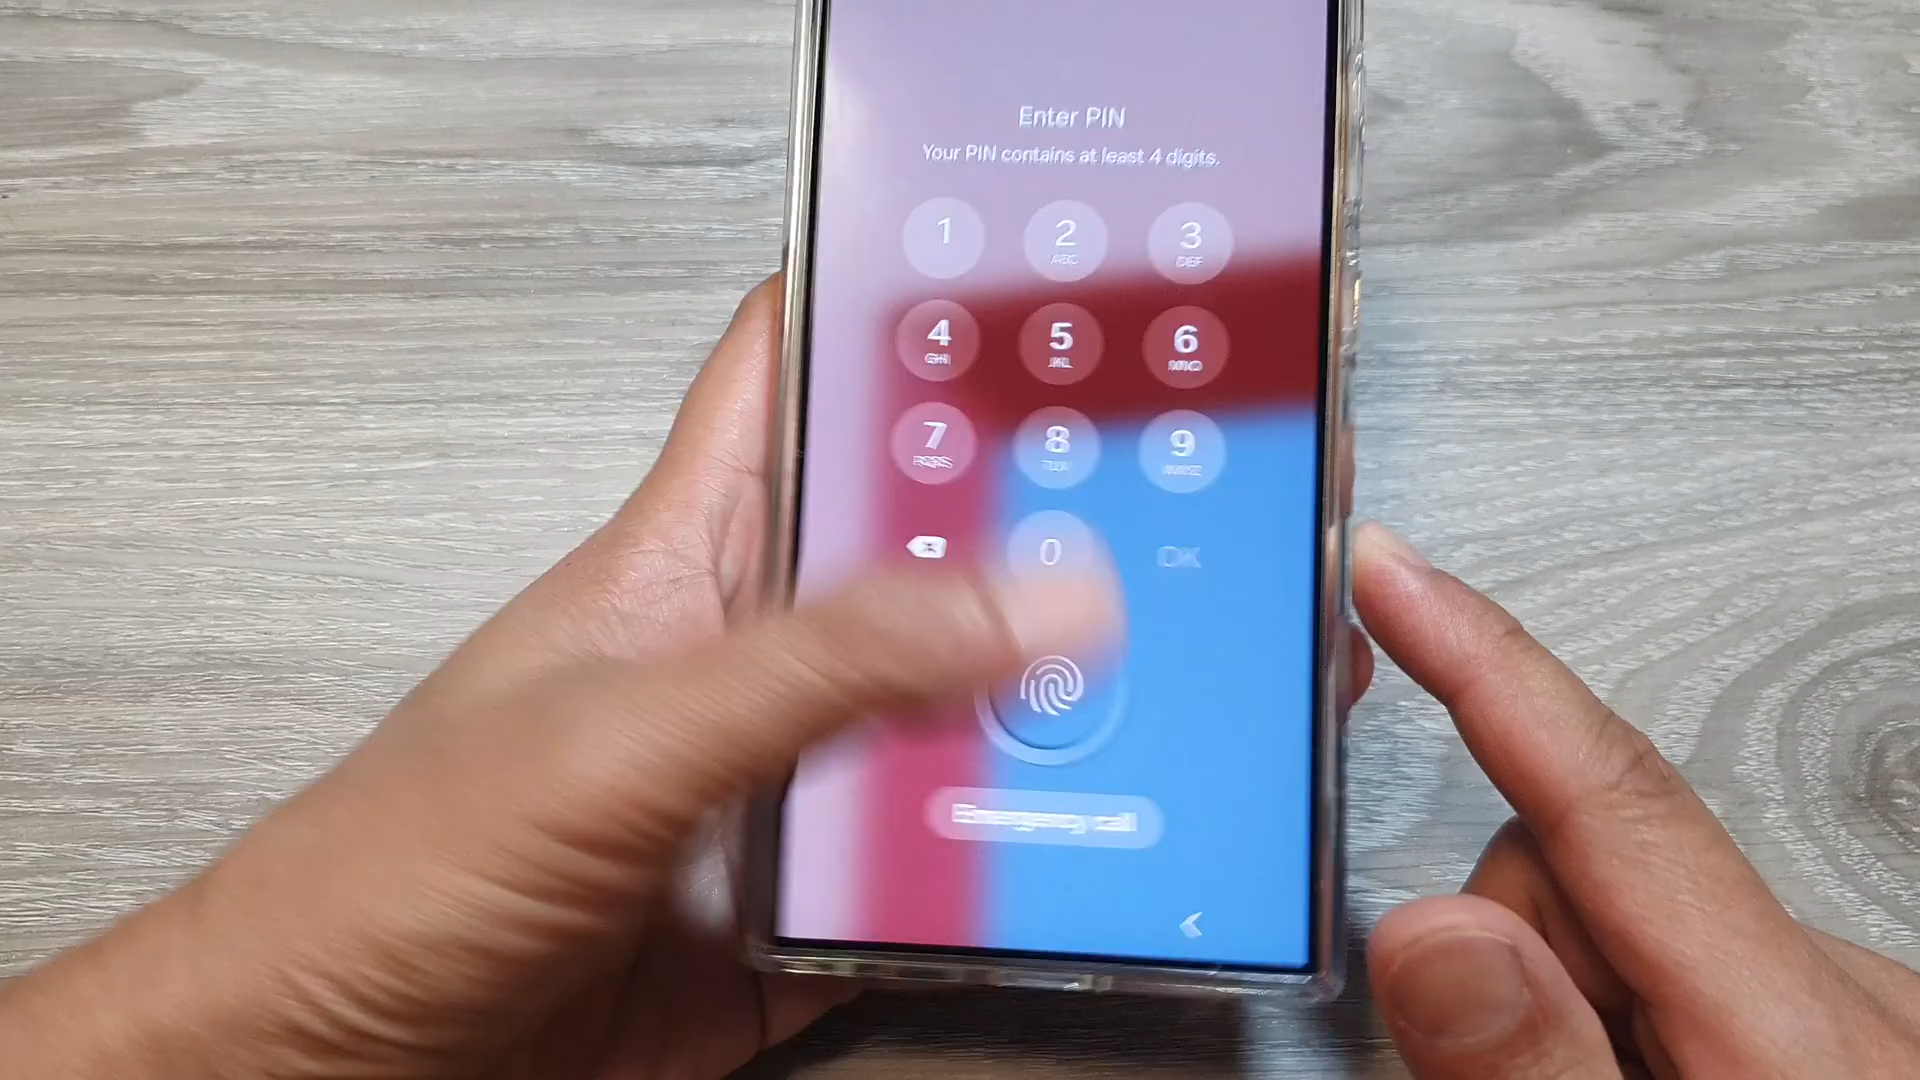 Enter PIN
Your PIN contains at least 4 digits.
1 2 3
ABC DEF
4 5 6
GHI JKL MNO
7 8 9
PQRS TUV WXYZ
0 OK
Emergency call